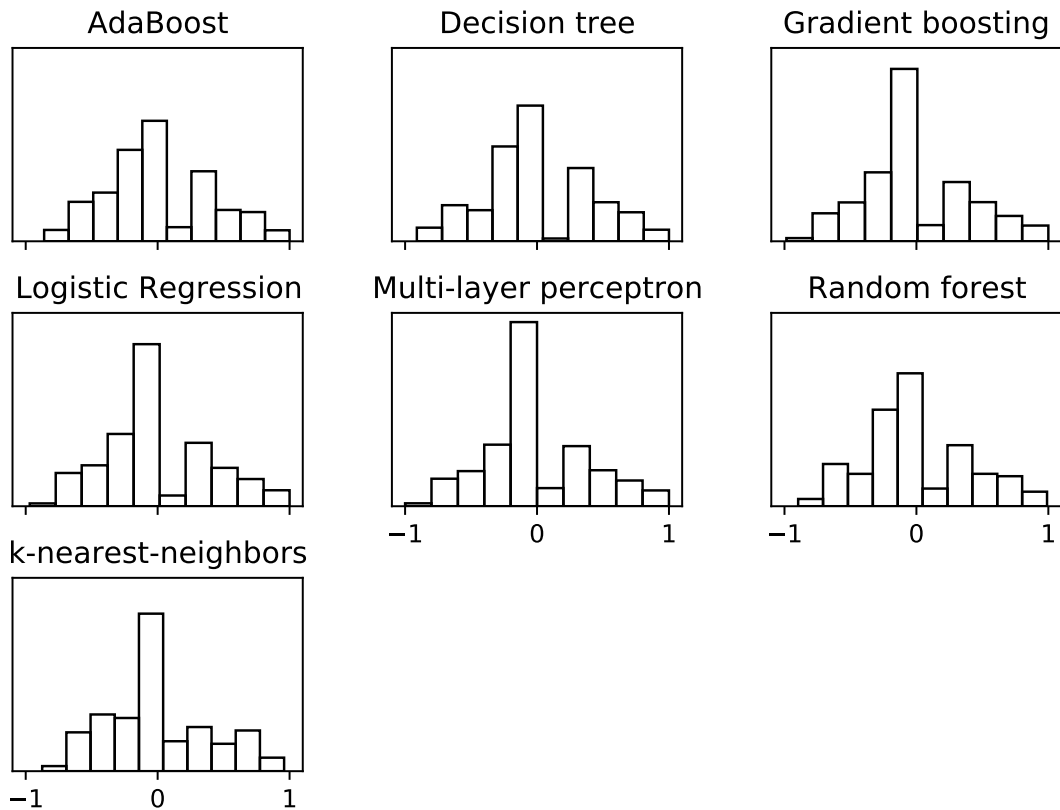 AdaBoost
Decision tree
Gradient boosting
Logistic Regression
Multi-layer perceptron
Random forest
−1 0 1
−1 0 1
k-nearest-neighbors
−1 0 1